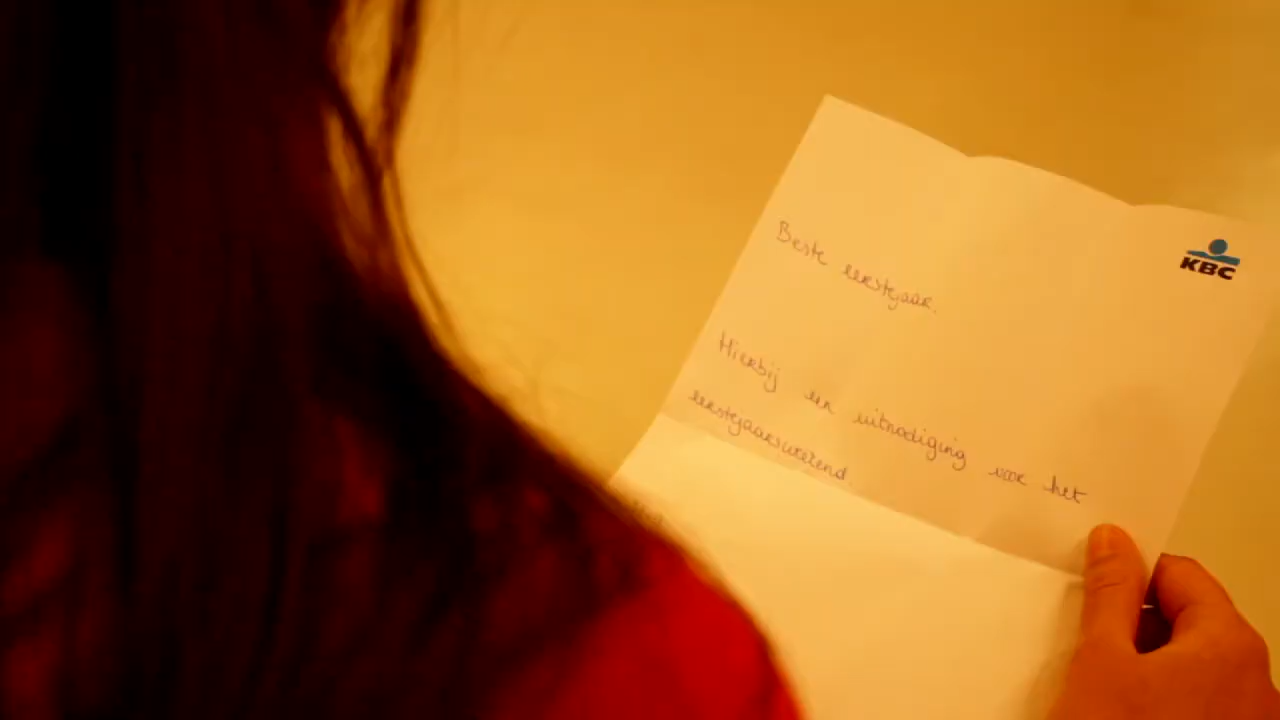 KBC
Beste eerstejaar.
Hierbij een uitnodiging voor het
eerstejaarsweekend